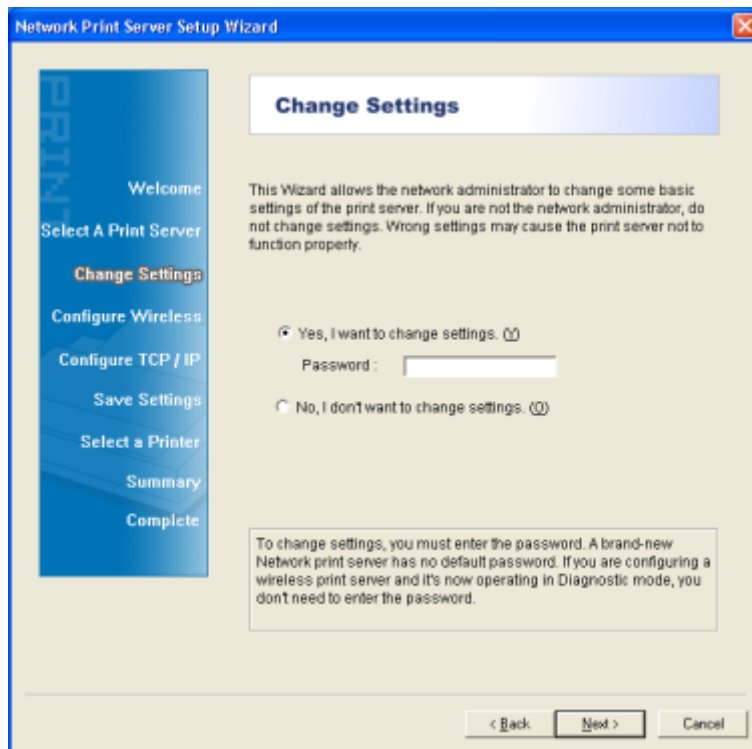 Network Print Server Setup Wizard
PRINT
Welcome
Select A Print Server
Change Settings
Configure Wireless
Configure TCP / IP
Save Settings
Select a Printer
Summary
Complete
Change Settings
This Wizard allows the network administrator to change some basic
settings of the print server. If you are not the network administrator, do
not change settings. Wrong settings may cause the print server not to
function properly.
Yes, I want to change settings. (Y)
Password :
No, I don't want to change settings. (O)
To change settings, you must enter the password. A brand-new
Network print server has no default password. If you are configuring a
wireless print server and it's now operating in Diagnostic mode, you
don't need to enter the password.
< Back
Next >
Cancel